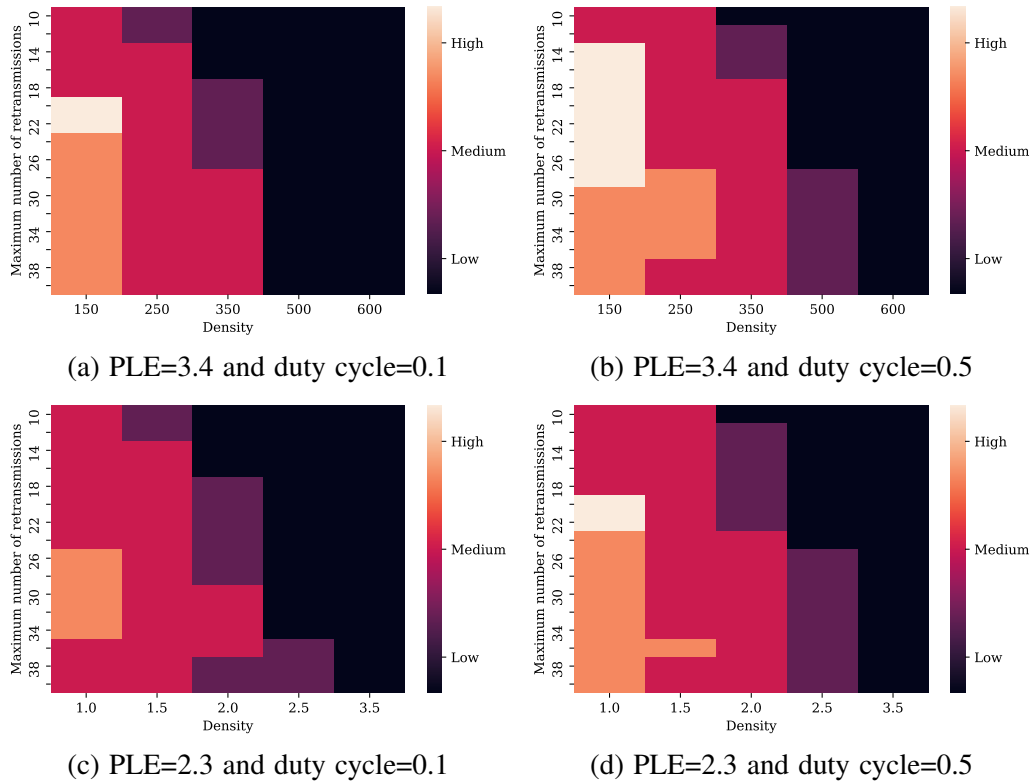 Maximum number of retransmissions
10
14
18
22
26
30
34
38
150 250 350 500 600
Density
High
Medium
Low
(a) PLE=3.4 and duty cycle=0.1
Maximum number of retransmissions
10
14
18
22
26
30
34
38
150 250 350 500 600
Density
High
Medium
Low
(b) PLE=3.4 and duty cycle=0.5
Maximum number of retransmissions
10
14
18
22
26
30
34
38
1.0 1.5 2.0 2.5 3.5
Density
High
Medium
Low
(c) PLE=2.3 and duty cycle=0.1
Maximum number of retransmissions
10
14
18
22
26
30
34
38
1.0 1.5 2.0 2.5 3.5
Density
High
Medium
Low
(d) PLE=2.3 and duty cycle=0.5